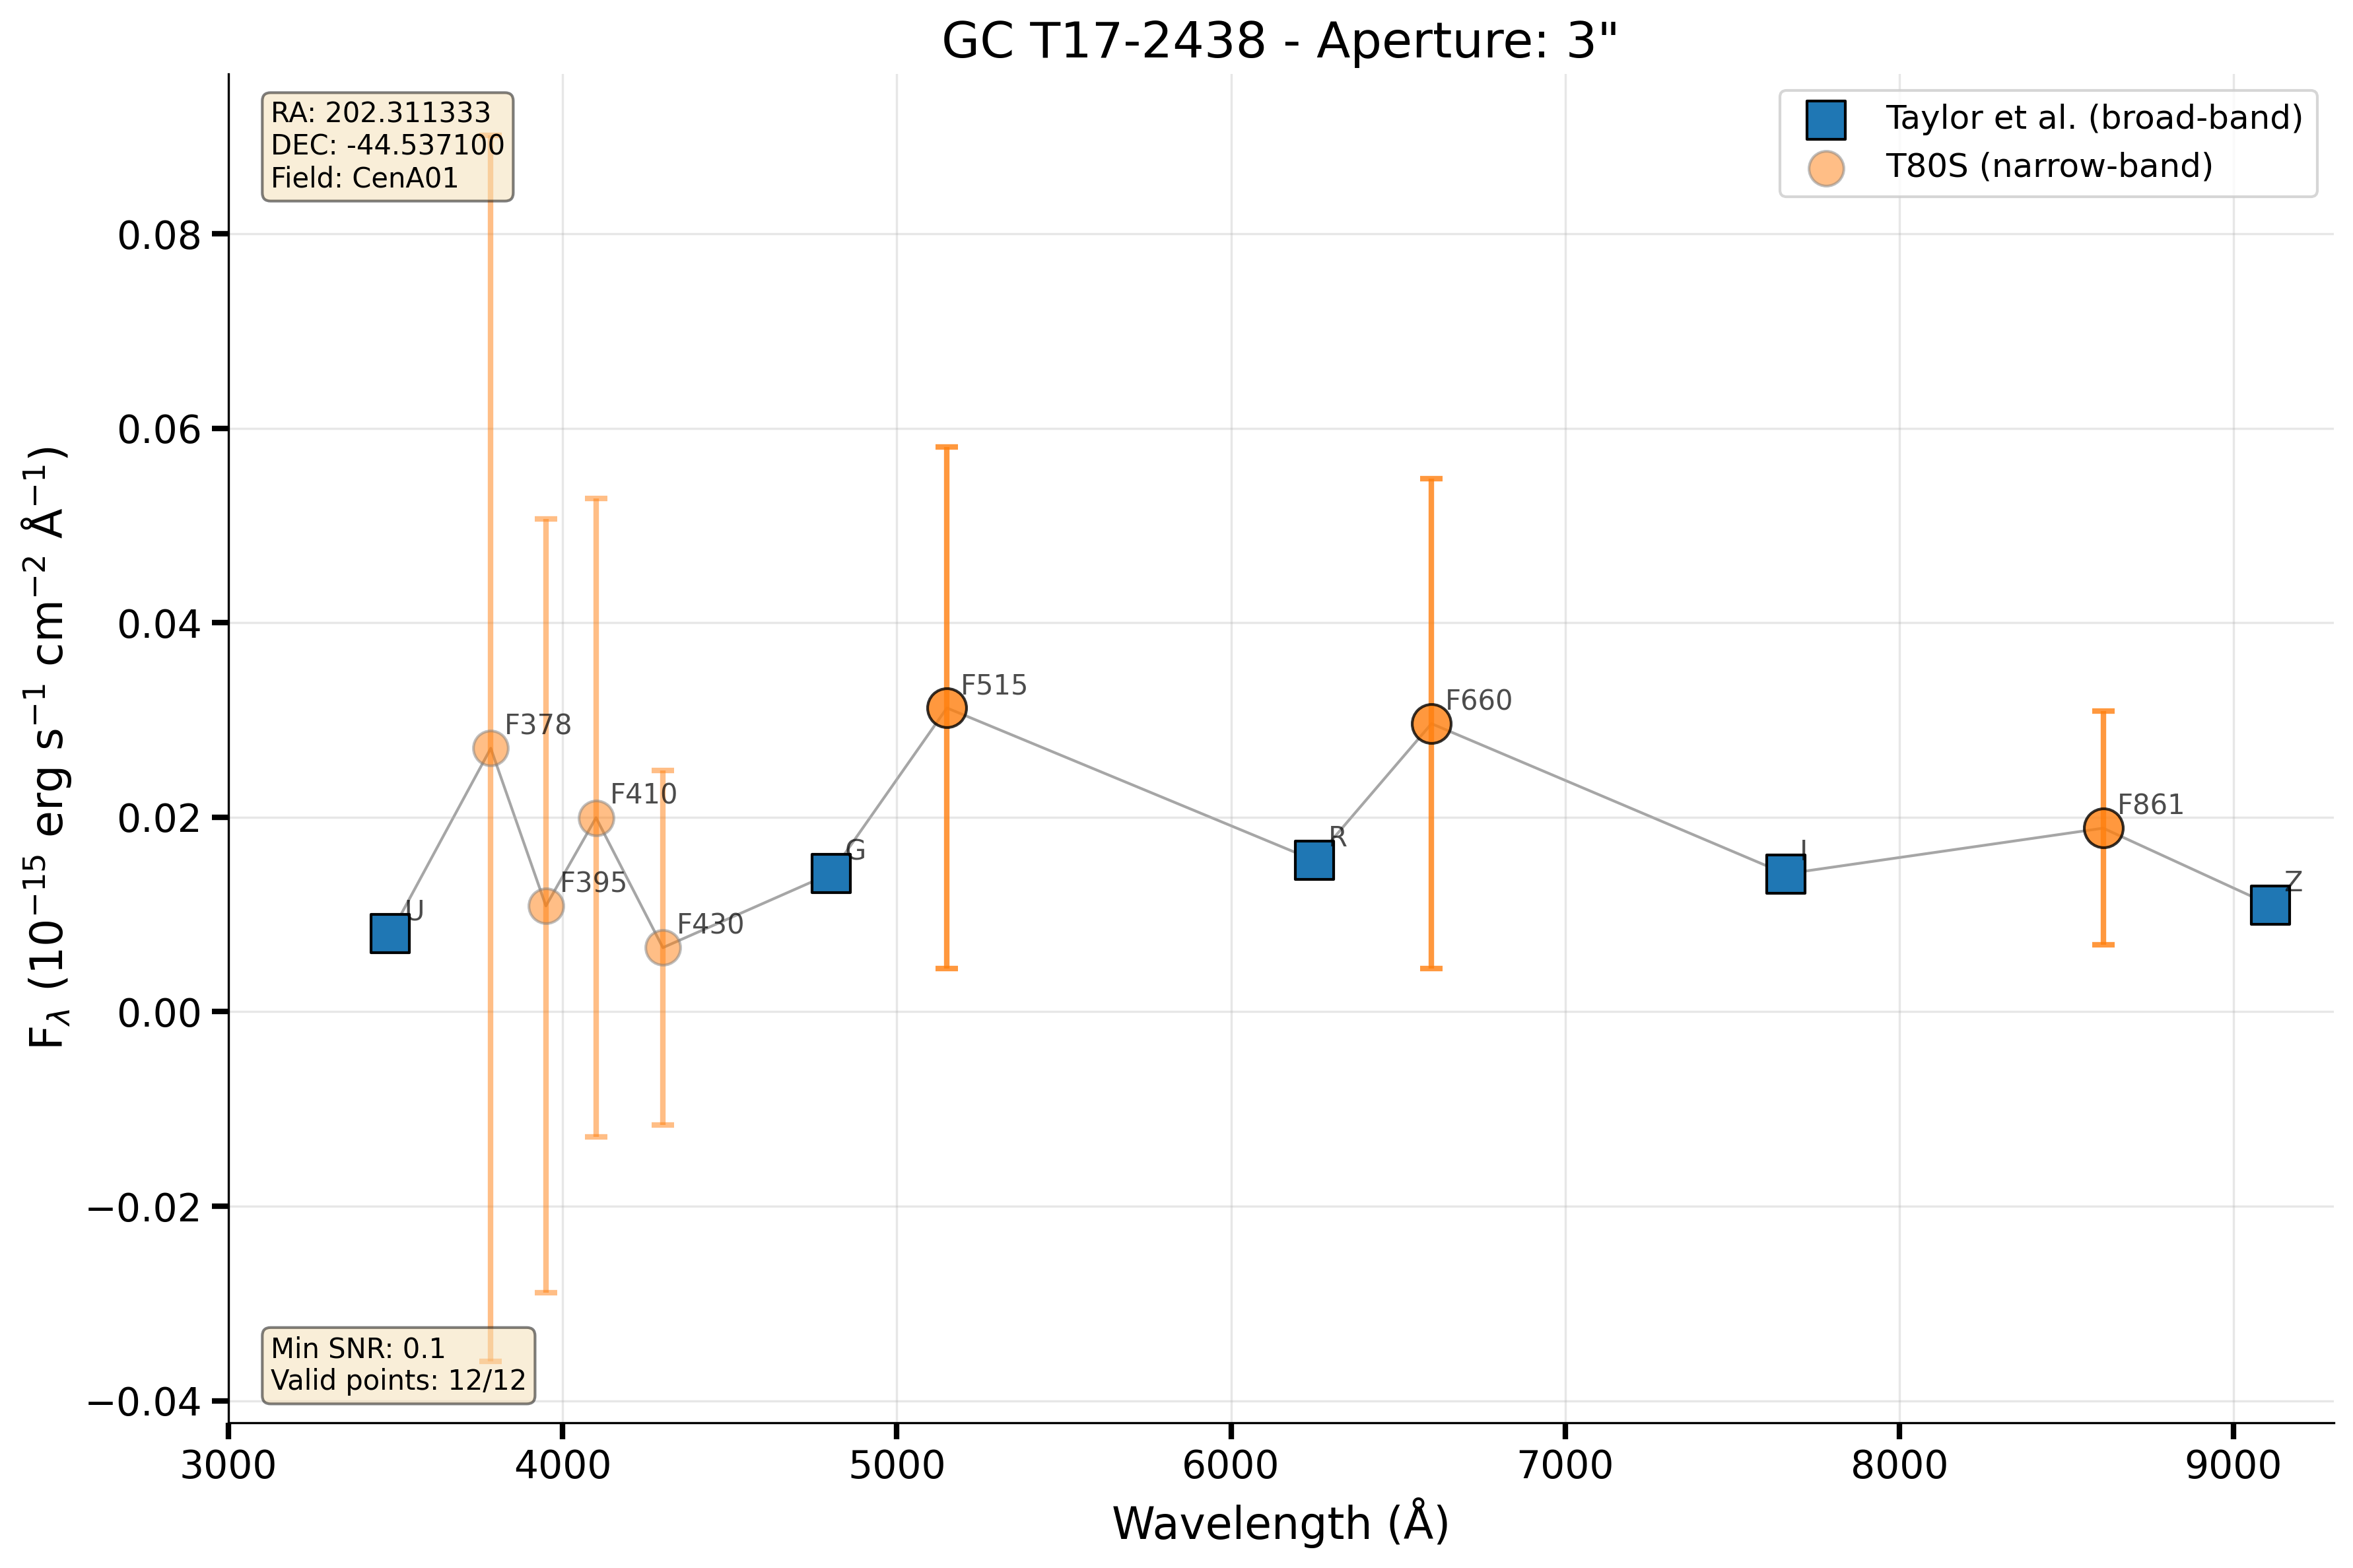 GC T17-2438 - Aperture: 3"
RA: 202.311333
DEC: -44.537100
Field: CenA01
Taylor et al. (broad-band)
T80S (narrow-band)
0.08
0.06
0.04
0.02
0.00
−0.02
−0.04
F_λ (10⁻¹⁵ erg s⁻¹ cm⁻² Å⁻¹)
U
F378
F395
F410
F430
G
F515
R
F660
I
F861
Z
Min SNR: 0.1
Valid points: 12/12
3000 4000 5000 6000 7000 8000 9000
Wavelength (Å)